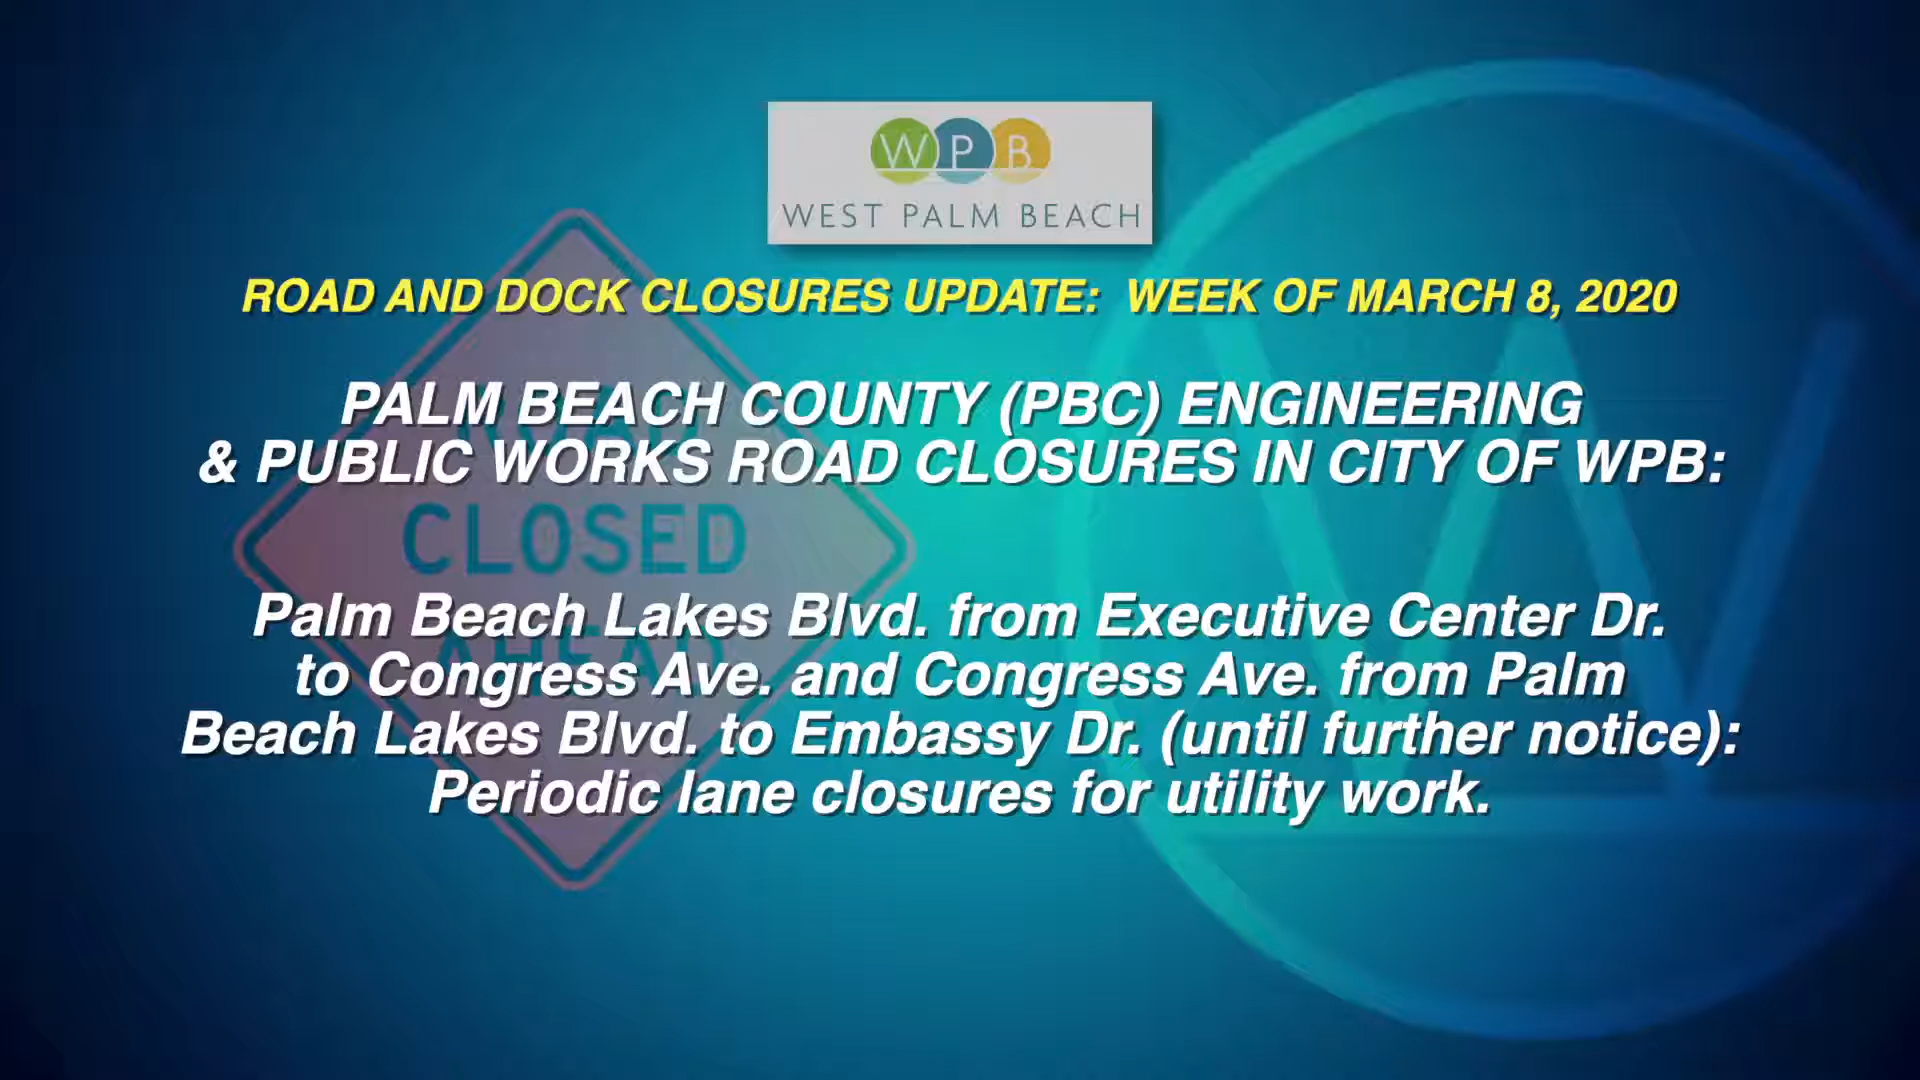 WPB
WEST PALM BEACH
ROAD AND DOCK CLOSURES UPDATE: WEEK OF MARCH 8, 2020
PALM BEACH COUNTY (PBC) ENGINEERING
& PUBLIC WORKS ROAD CLOSURES IN CITY OF WPB:
CLOSED
AHEAD
Palm Beach Lakes Blvd. from Executive Center Dr.
to Congress Ave. and Congress Ave. from Palm
Beach Lakes Blvd. to Embassy Dr. (until further notice):
Periodic lane closures for utility work.